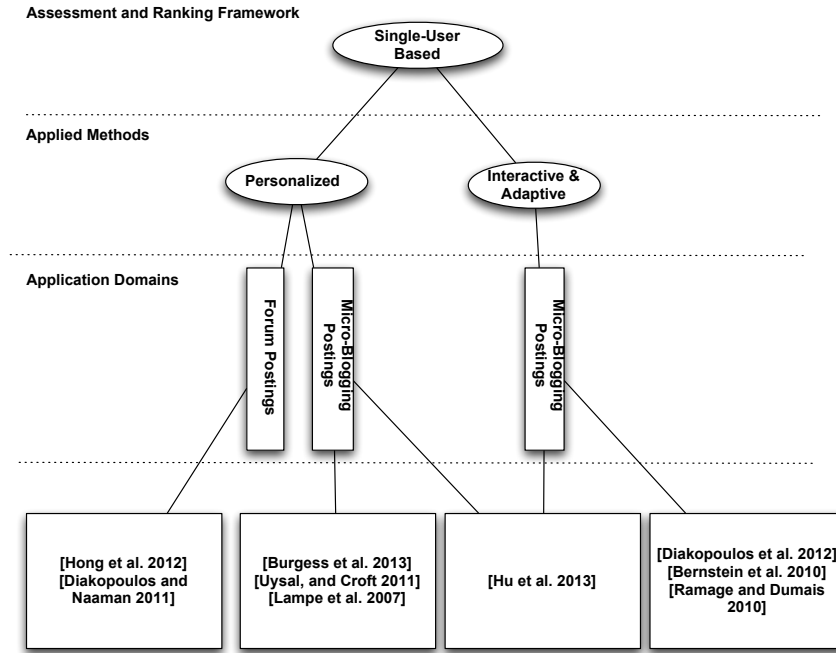 Assessment and Ranking Framework
Single-User
Based
Applied Methods
Personalized
Interactive &
Adaptive
Application Domains
Forum Postings
Micro-Blogging
Postings
Micro-Blogging
Postings
[Hong et al. 2012]
[Diakopoulos and
Naaman 2011]
[Burgess et al. 2013]
[Uysal, and Croft 2011]
[Lampe et al. 2007]
[Hu et al. 2013]
[Diakopoulos et al. 2012]
[Bernstein et al. 2010]
[Ramage and Dumais
2010]